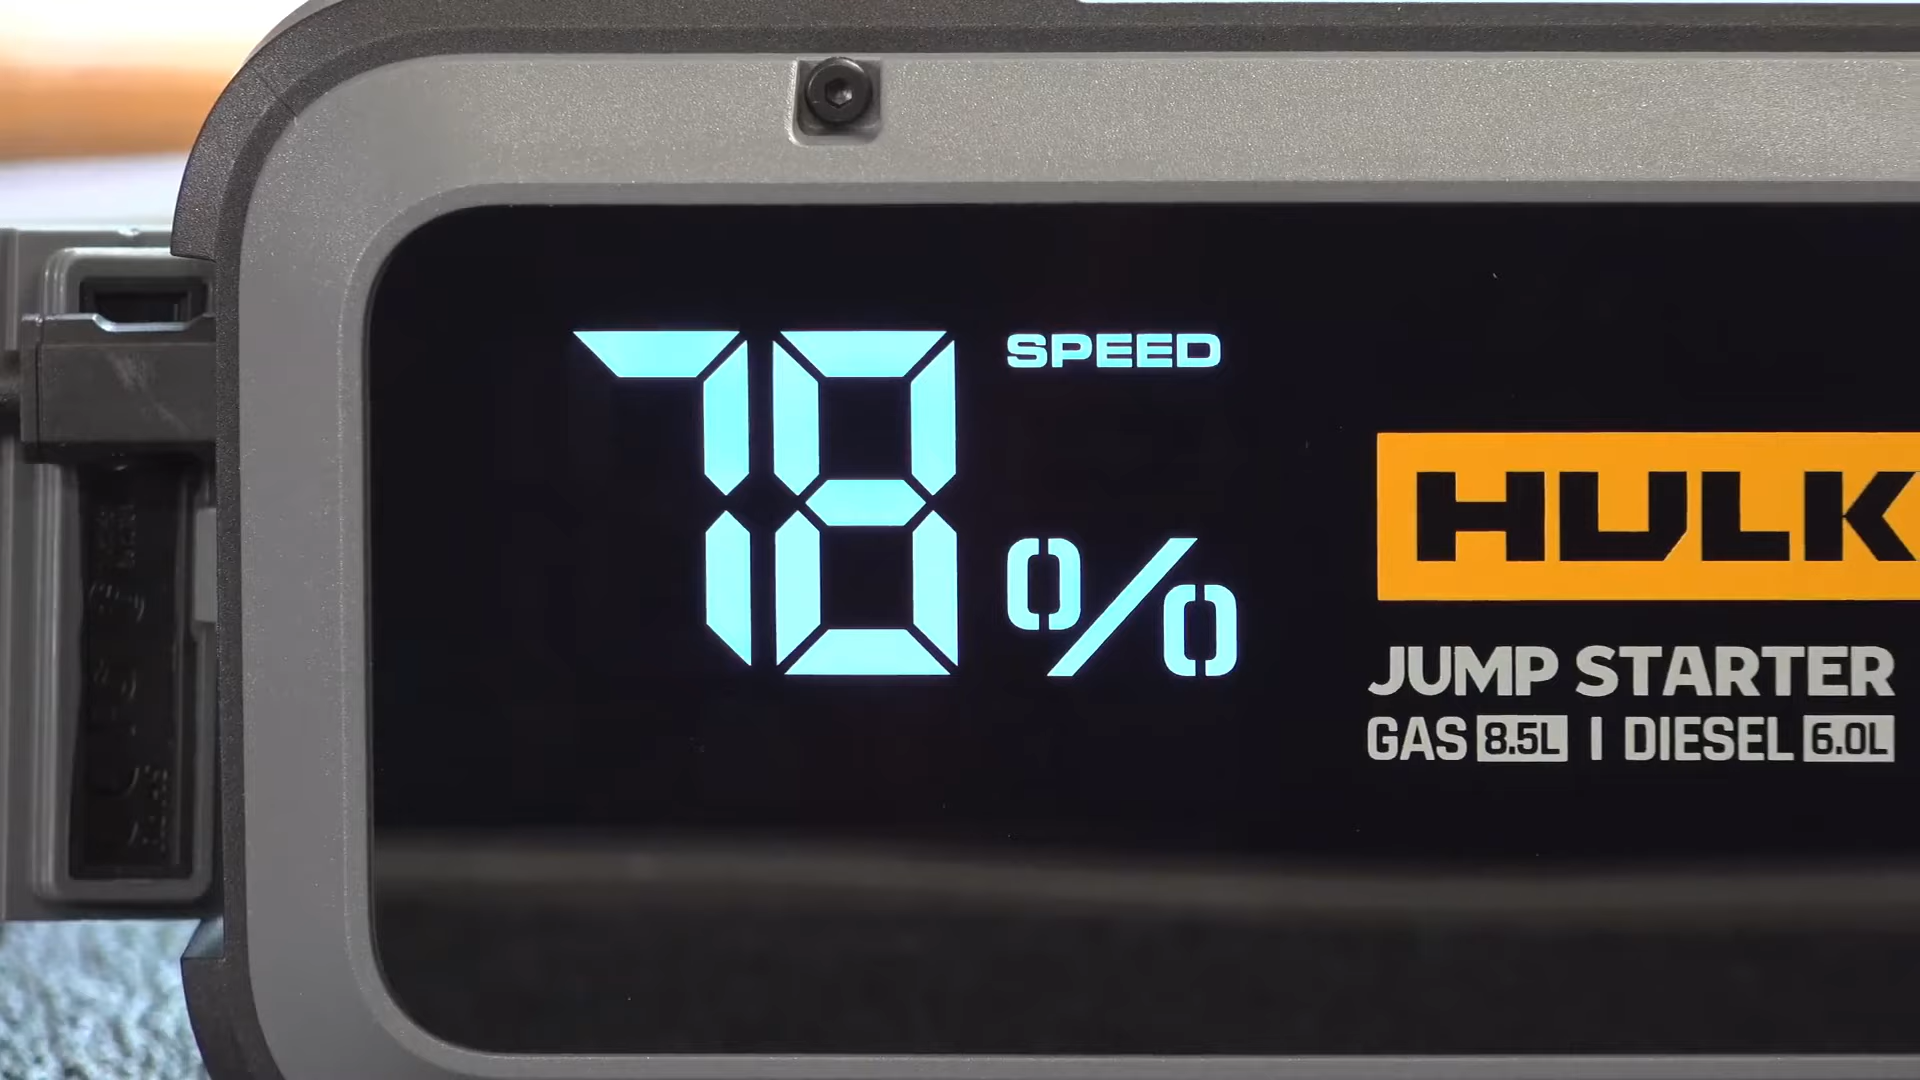 78%
SPEED
HULK
JUMP STARTER
GAS 8.5L | DIESEL 6.0L